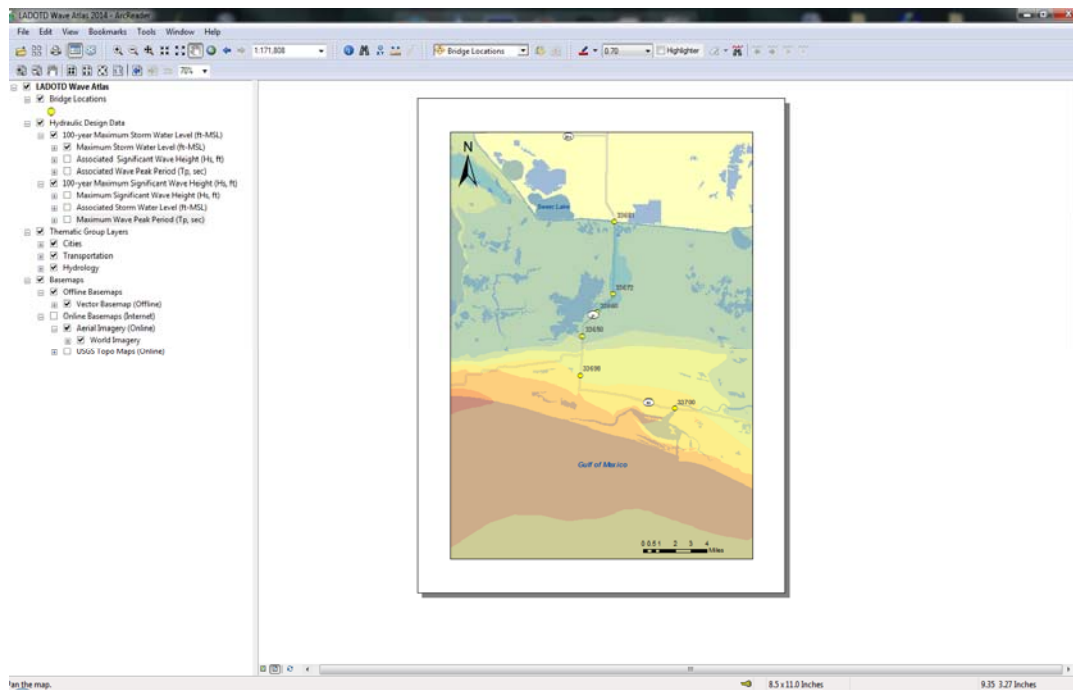 LADOTD Wave Atlas 2014 - ArcReader
File Edit View Bookmarks Tools Window Help
1:171,808 Bridge Locations 0.70 Highlighter
70%
LADOTD Wave Atlas
Bridge Locations
Hydraulic Design Data
100-year Maximum Storm Water Level (ft-MSL)
Maximum Storm Water Level (ft-MSL)
Associated Significant Wave Height (Hs, ft)
Associated Wave Peak Period (Tp, sec)
100-year Maximum Significant Wave Height (Hs, ft)
Maximum Significant Wave Height (Hs, ft)
Associated Storm Water Level (ft-MSL)
Maximum Wave Peak Period (Tp, sec)
Thematic Group Layers
Cities
Transportation
Hydrology
Basemaps
Offline Basemaps
Vector Basemap (Offline)
Online Basemaps (Internet)
Aerial Imagery (Online)
World Imagery
USGS Topo Maps (Online)
N
Sweet Lake
33672
33700
Gulf of Mexico
0 0.5 1 2 3 4
Miles
Pan the map.
8.5 x 11.0 Inches
9.35 3.27 Inches